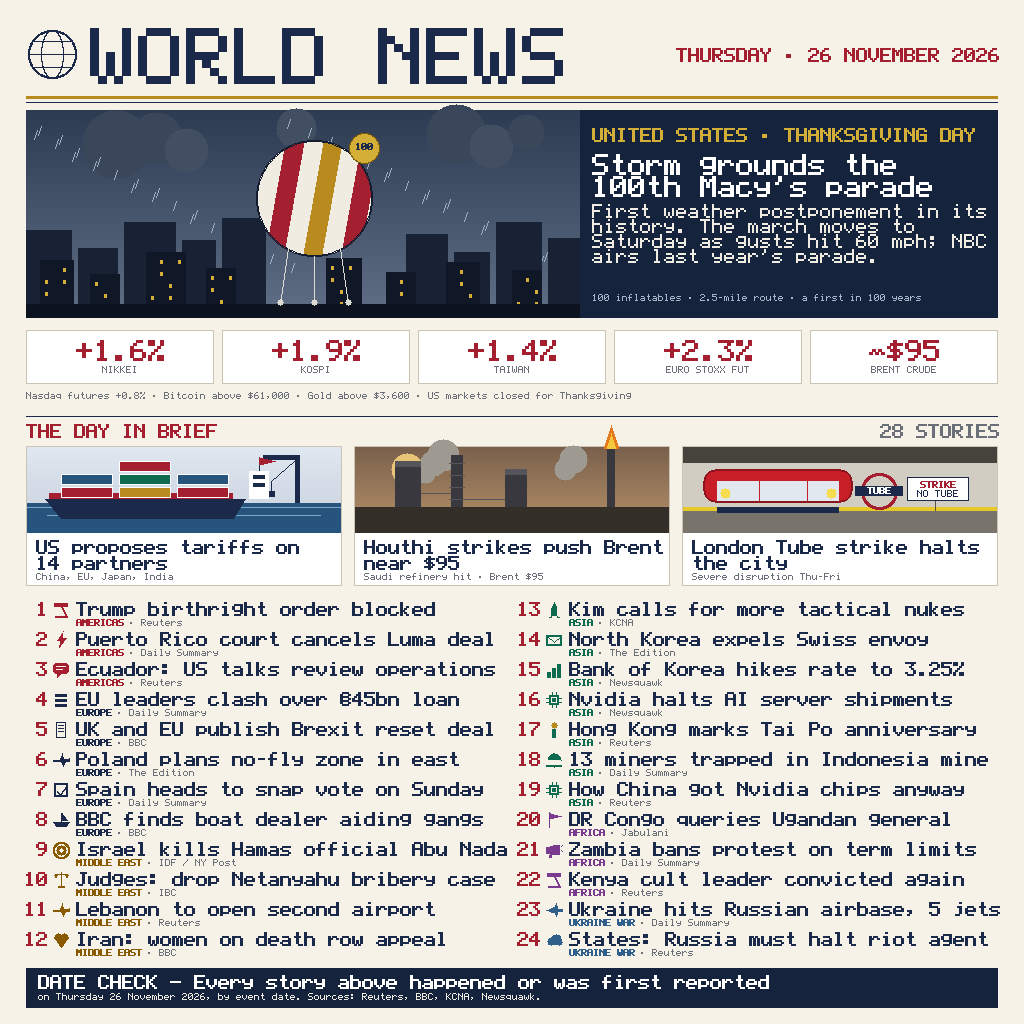 WORLD NEWS
THURSDAY · 26 NOVEMBER 2026
100
UNITED STATES · THANKSGIVING DAY
Storm grounds the
100th Macy's parade
First weather postponement in its
history. The march moves to
Saturday as gusts hit 60 mph; NBC
airs last year's parade.
100 inflatables · 2.5-mile route · a first in 100 years
+1.6%
NIKKEI
+1.9%
KOSPI
+1.4%
TAIWAN
+2.3%
EURO STOXX FUT
~$95
BRENT CRUDE
Nasdaq futures +0.8% · Bitcoin above $61,000 · Gold above $3,600 · US markets closed for Thanksgiving
THE DAY IN BRIEF
28 STORIES
TUBE
STRIKE
NO TUBE
US proposes tariffs on
14 partners
China, EU, Japan, India
Houthi strikes push Brent
near $95
Saudi refinery hit · Brent $95
London Tube strike halts
the city
Severe disruption Thu-Fri
1 Trump birthright order blocked
AMERICAS · Reuters
2 Puerto Rico court cancels Luma deal
AMERICAS · Daily Summary
3 Ecuador: US talks review operations
AMERICAS · Reuters
4 EU leaders clash over €45bn loan
EUROPE · Daily Summary
5 UK and EU publish Brexit reset deal
EUROPE · BBC
6 Poland plans no-fly zone in east
EUROPE · The Edition
7 Spain heads to snap vote on Sunday
EUROPE · Daily Summary
8 BBC finds boat dealer aiding gangs
EUROPE · BBC
9 Israel kills Hamas official Abu Nada
MIDDLE EAST · IDF / NY Post
10 Judges: drop Netanyahu bribery case
MIDDLE EAST · IBC
11 Lebanon to open second airport
MIDDLE EAST · Reuters
12 Iran: women on death row appeal
MIDDLE EAST · BBC
13 Kim calls for more tactical nukes
ASIA · KCNA
14 North Korea expels Swiss envoy
ASIA · The Edition
15 Bank of Korea hikes rate to 3.25%
ASIA · Newsquawk
16 Nvidia halts AI server shipments
ASIA · Newsquawk
17 Hong Kong marks Tai Po anniversary
ASIA · Reuters
18 13 miners trapped in Indonesia mine
ASIA · Daily Summary
19 How China got Nvidia chips anyway
ASIA · Reuters
20 DR Congo queries Ugandan general
AFRICA · Jabulani
21 Zambia bans protest on term limits
AFRICA · Daily Summary
22 Kenya cult leader convicted again
AFRICA · Reuters
23 Ukraine hits Russian airbase, 5 jets
UKRAINE WAR · Daily Summary
24 States: Russia must halt riot agent
UKRAINE WAR · Reuters
DATE CHECK — Every story above happened or was first reported
on Thursday 26 November 2026, by event date. Sources: Reuters, BBC, KCNA, Newsquawk.